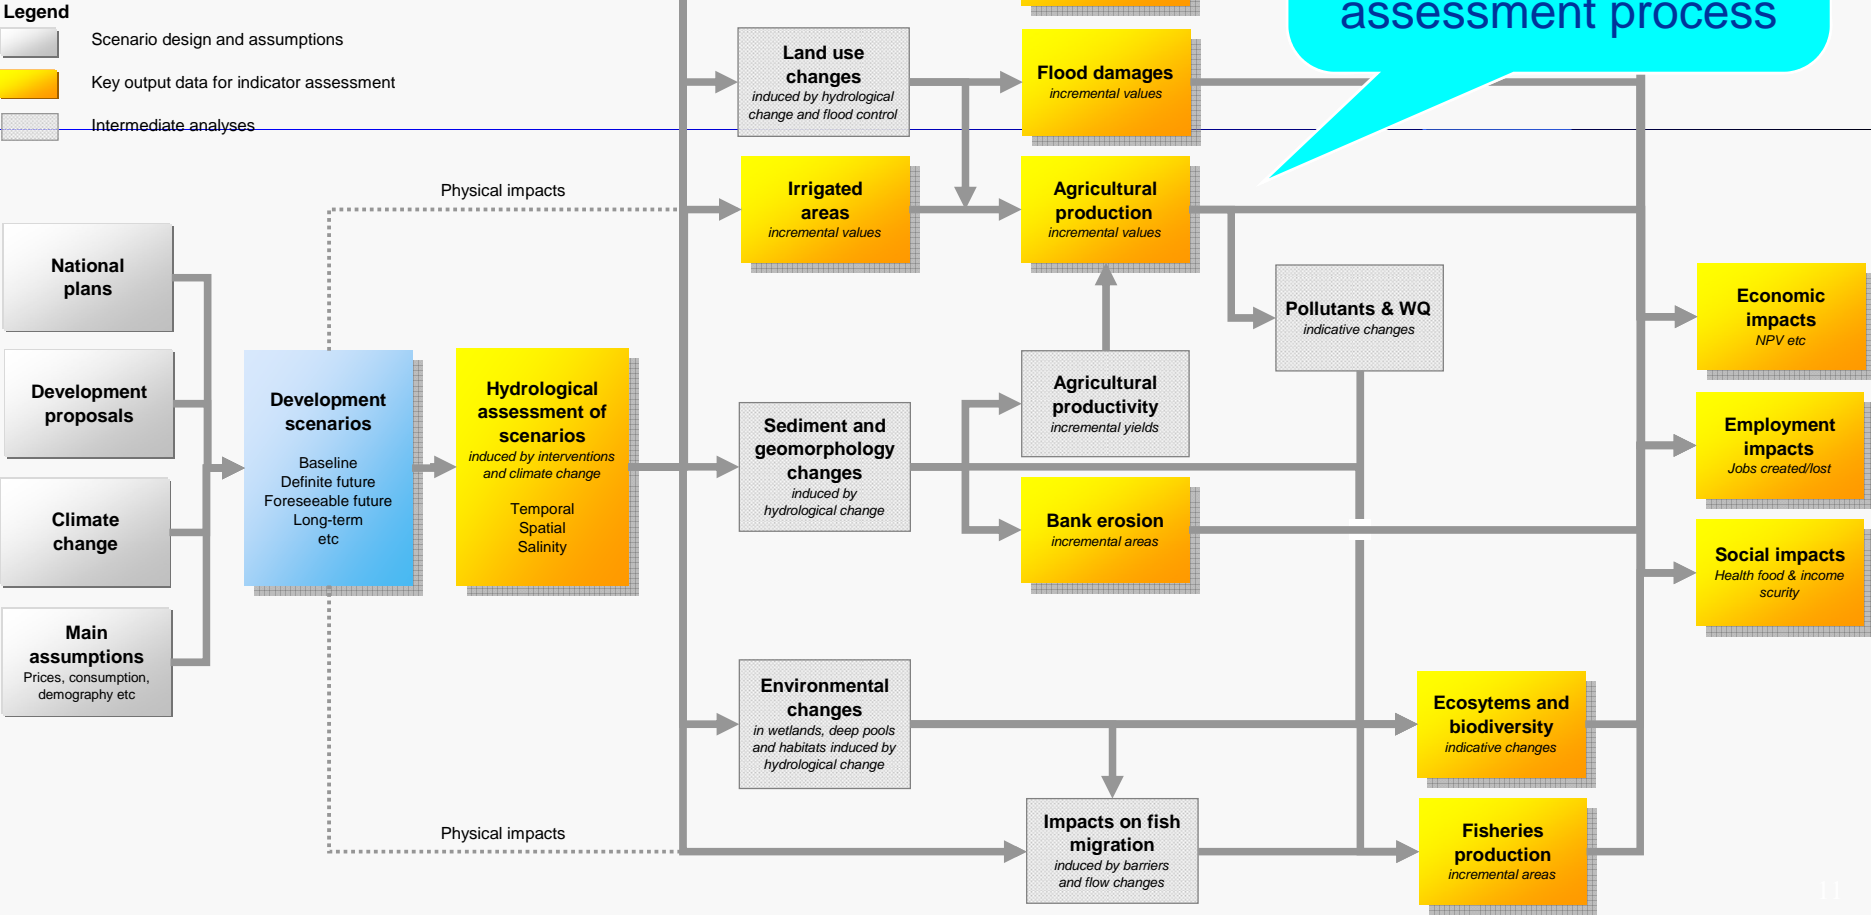 Legend
Scenario design and assumptions
Key output data for indicator assessment
Intermediate analyses
assessment process
Land use
changes
induced by hydrological
change and flood control
Flood damages
incremental values
Physical impacts
Irrigated
areas
incremental values
Agricultural
production
incremental values
National
plans
Development
proposals
Climate
change
Main
assumptions
Prices, consumption,
demography etc
Development
scenarios
Baseline
Definite future
Foreseeable future
Long-term
etc
Hydrological
assessment of
scenarios
induced by interventions
and climate change
Temporal
Spatial
Salinity
Sediment and
geomorphology
changes
induced by
hydrological change
Agricultural
productivity
incremental yields
Pollutants & WQ
indicative changes
Bank erosion
incremental areas
Economic
impacts
NPV etc
Employment
impacts
Jobs created/lost
Social impacts
Health food & income
scurity
Environmental
changes
in wetlands, deep pools
and habitats induced by
hydrological change
Ecosytems and
biodiversity
indicative changes
Physical impacts
Impacts on fish
migration
induced by barriers
and flow changes
Fisheries
production
incremental areas
11